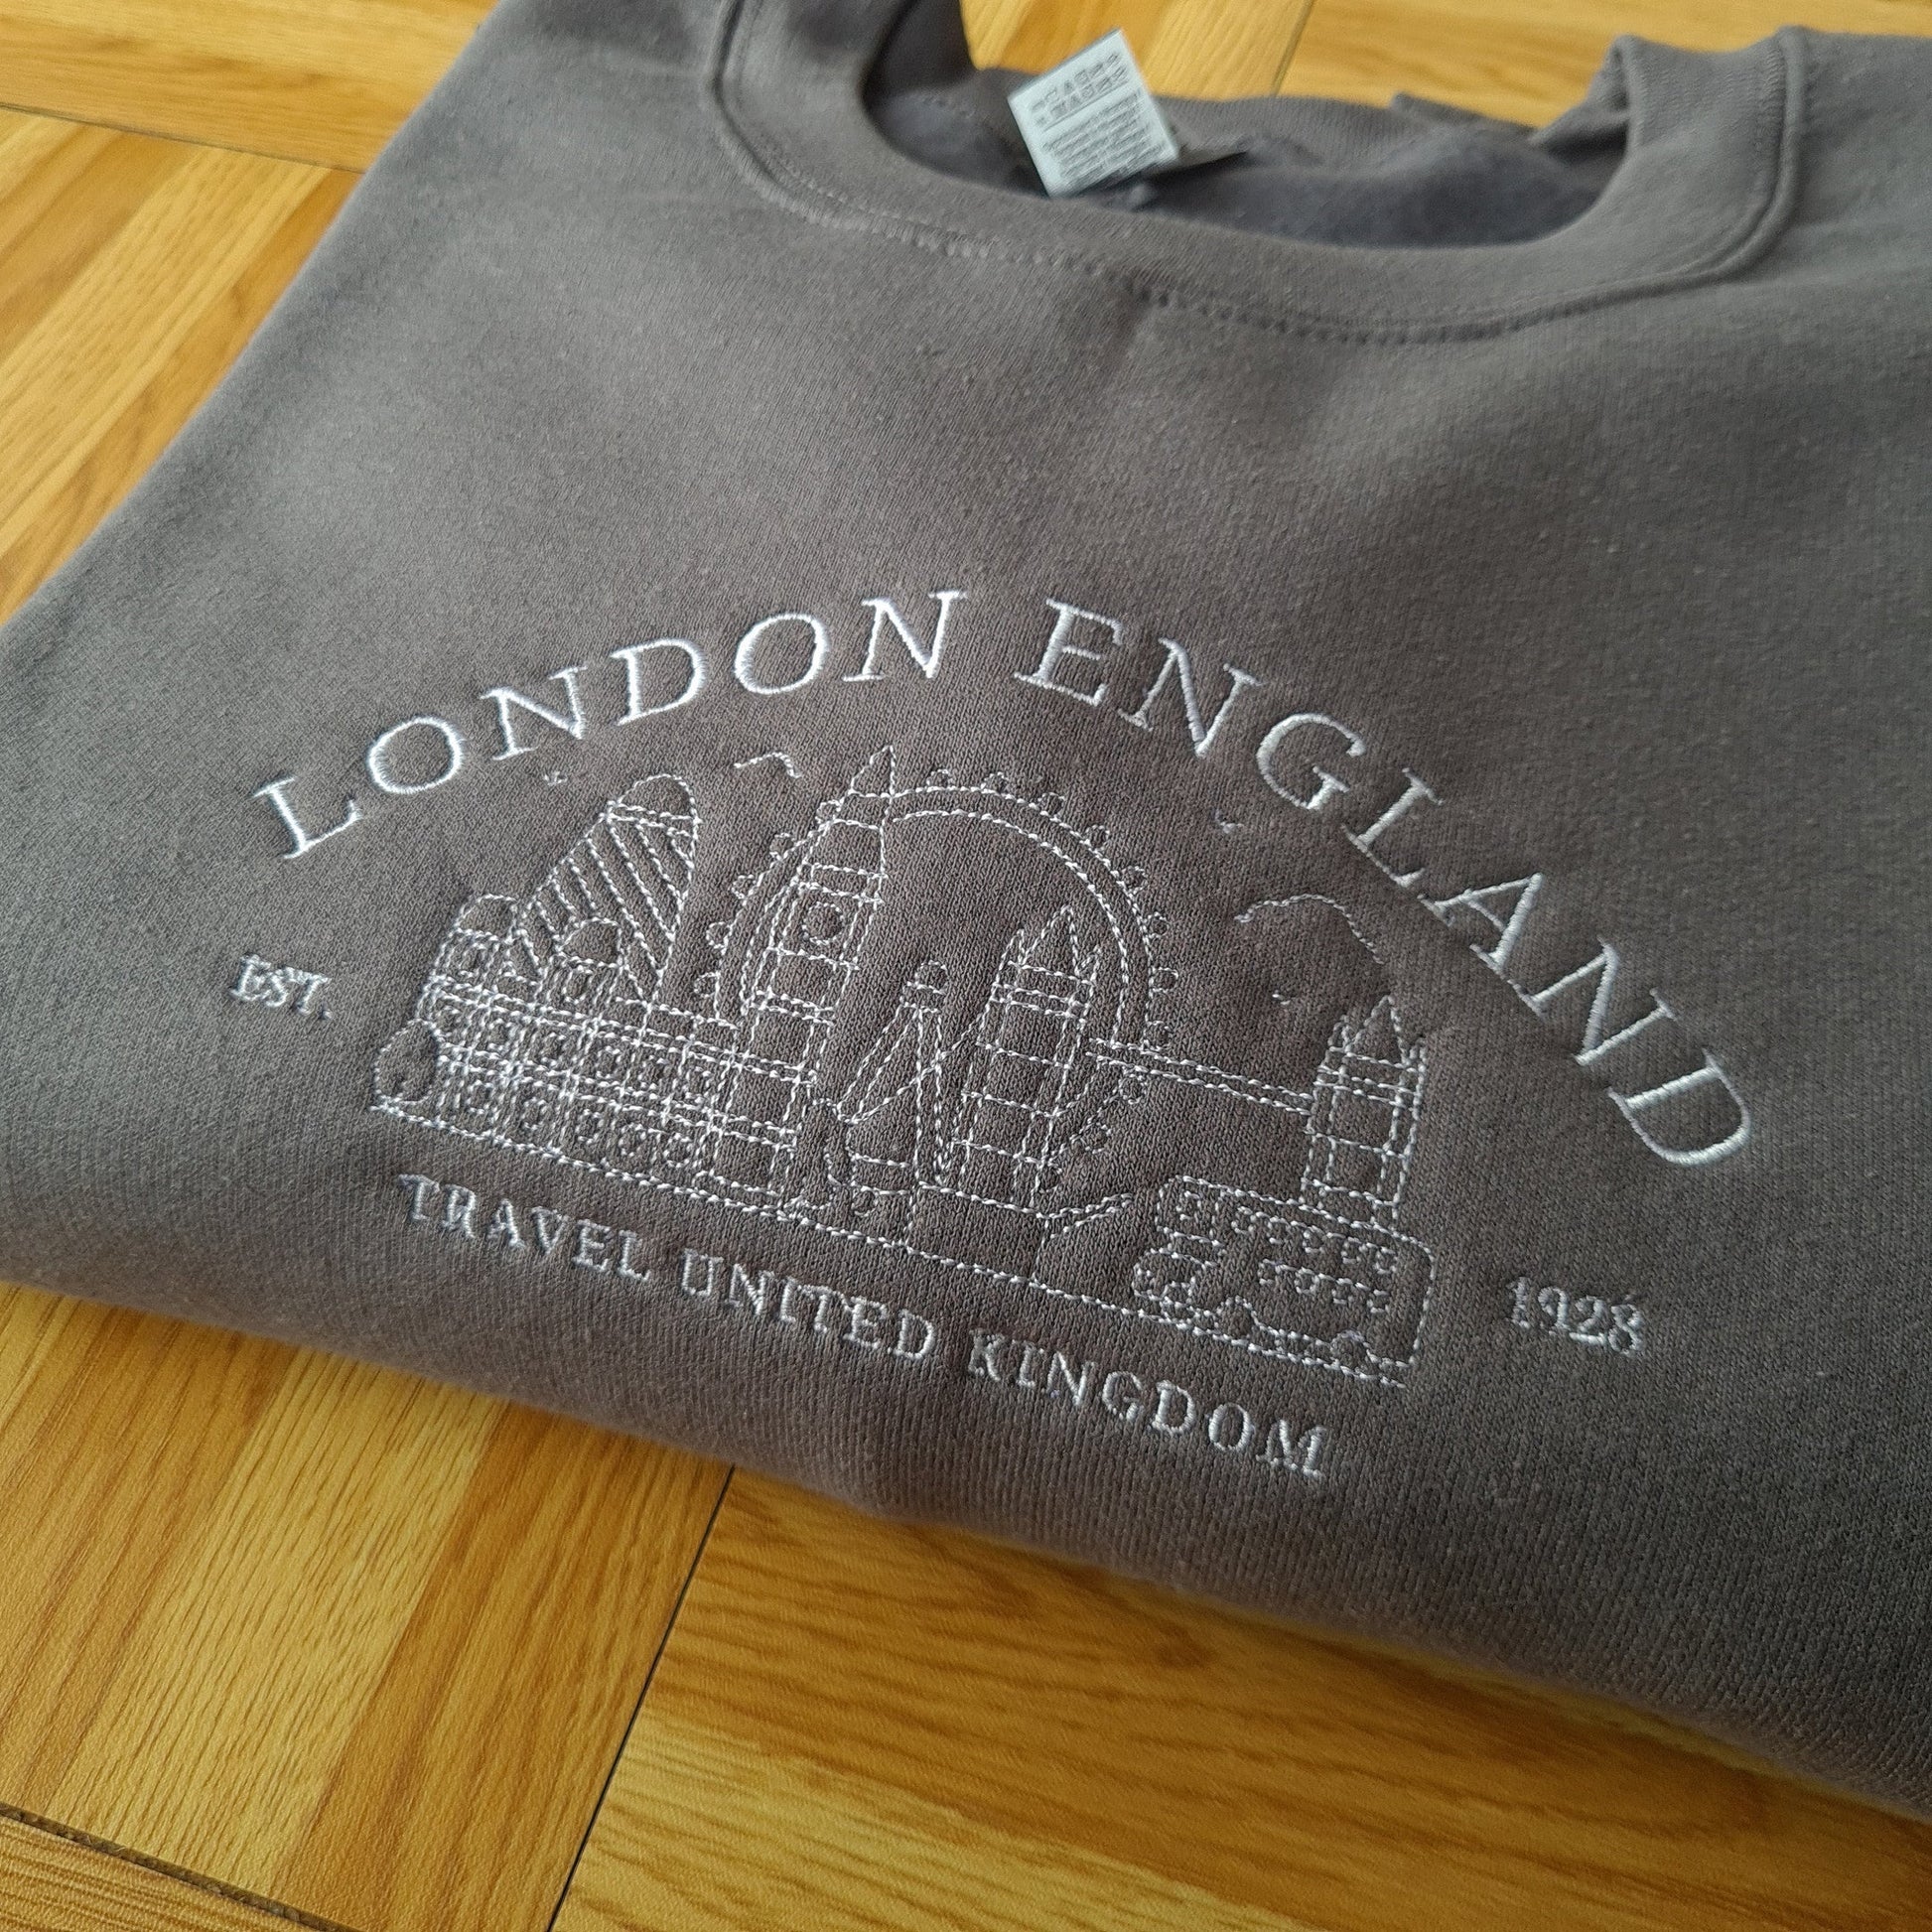 LONDON ENGLAND
EST.
1928
TRAVEL UNITED KINGDOM